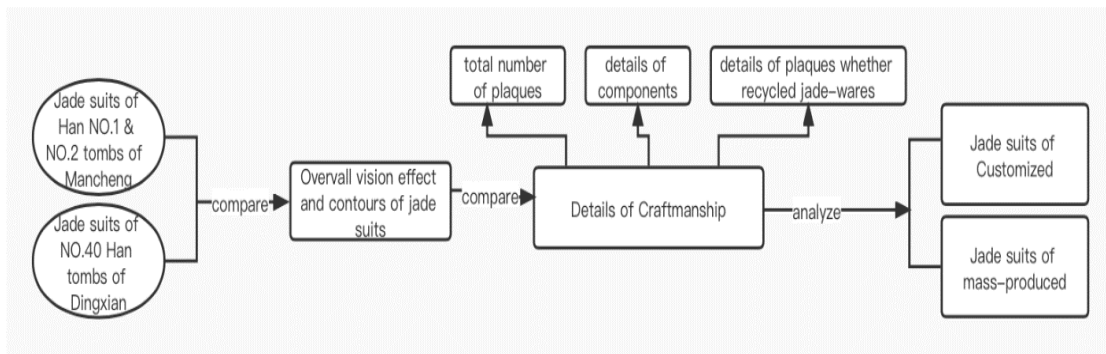 Jade suits of
Han NO.1 &
NO.2 tombs of
Mancheng
Jade suits of
NO.40 Han
tombs of
Dingxian
compare
Overvall vision effect
and contours of jade
suits
compare
total number
of plaques
details of
components
details of plaques whether
recycled jade-wares
Details of Craftmanship
analyze
Jade suits of
Customized
Jade suits of
mass-produced